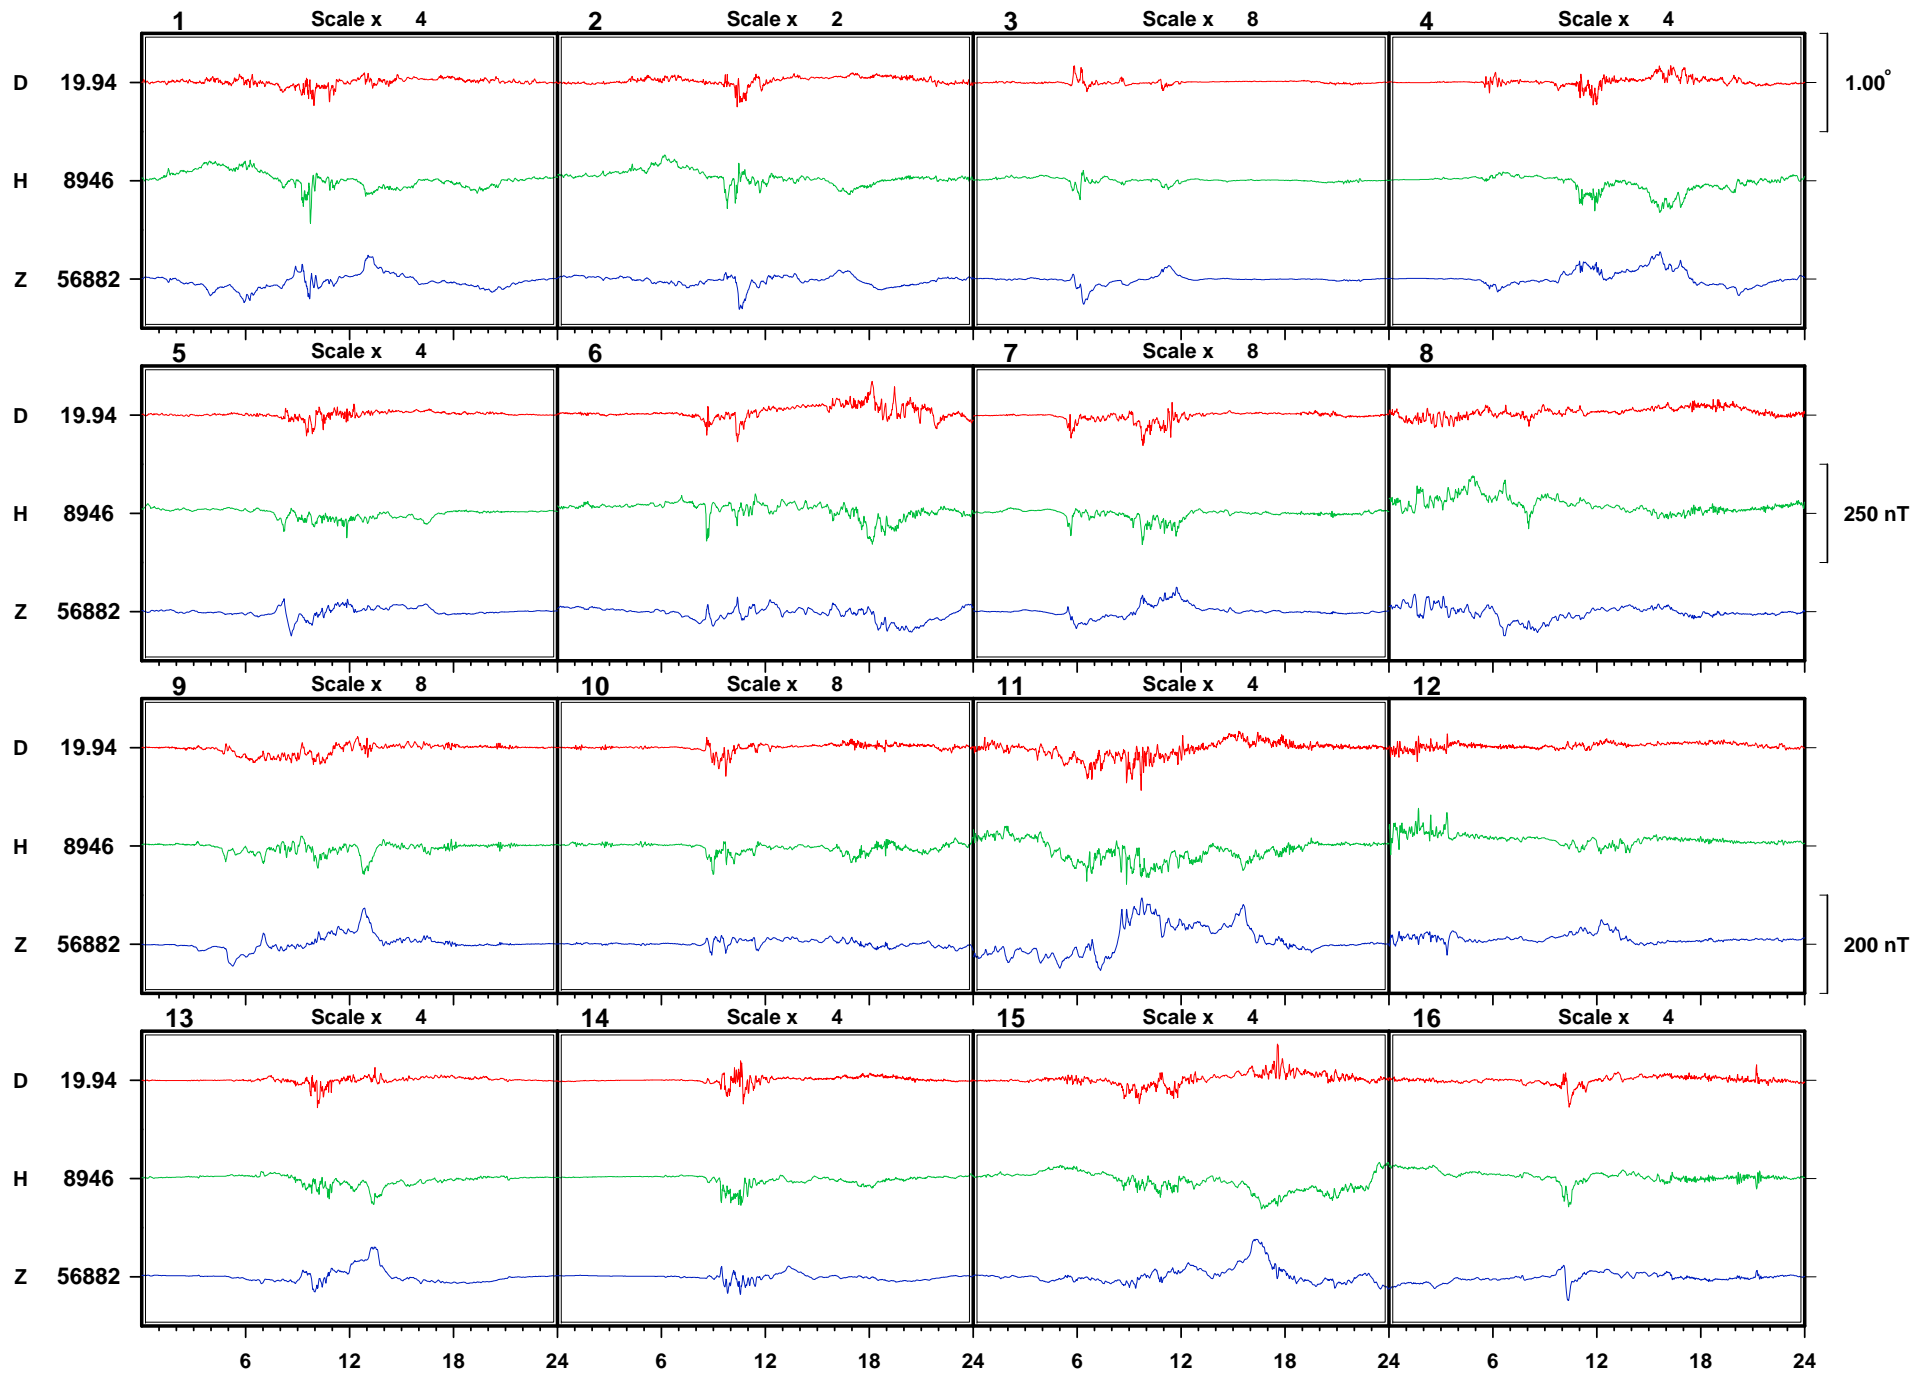 1 Scale x 4 2 Scale x 2 3 Scale x 8 4 Scale x 4
D 19.94 1.00°
H 8946
Z 56882
5 Scale x 4 6 7 Scale x 8 8
D 19.94
H 8946 250 nT
Z 56882
9 Scale x 8 10 Scale x 8 11 Scale x 4 12
D 19.94
H 8946
Z 56882 200 nT
13 Scale x 4 14 Scale x 4 15 Scale x 4 16 Scale x 4
D 19.94
H 8946
Z 56882
6 12 18 24 6 12 18 24 6 12 18 24 6 12 18 24